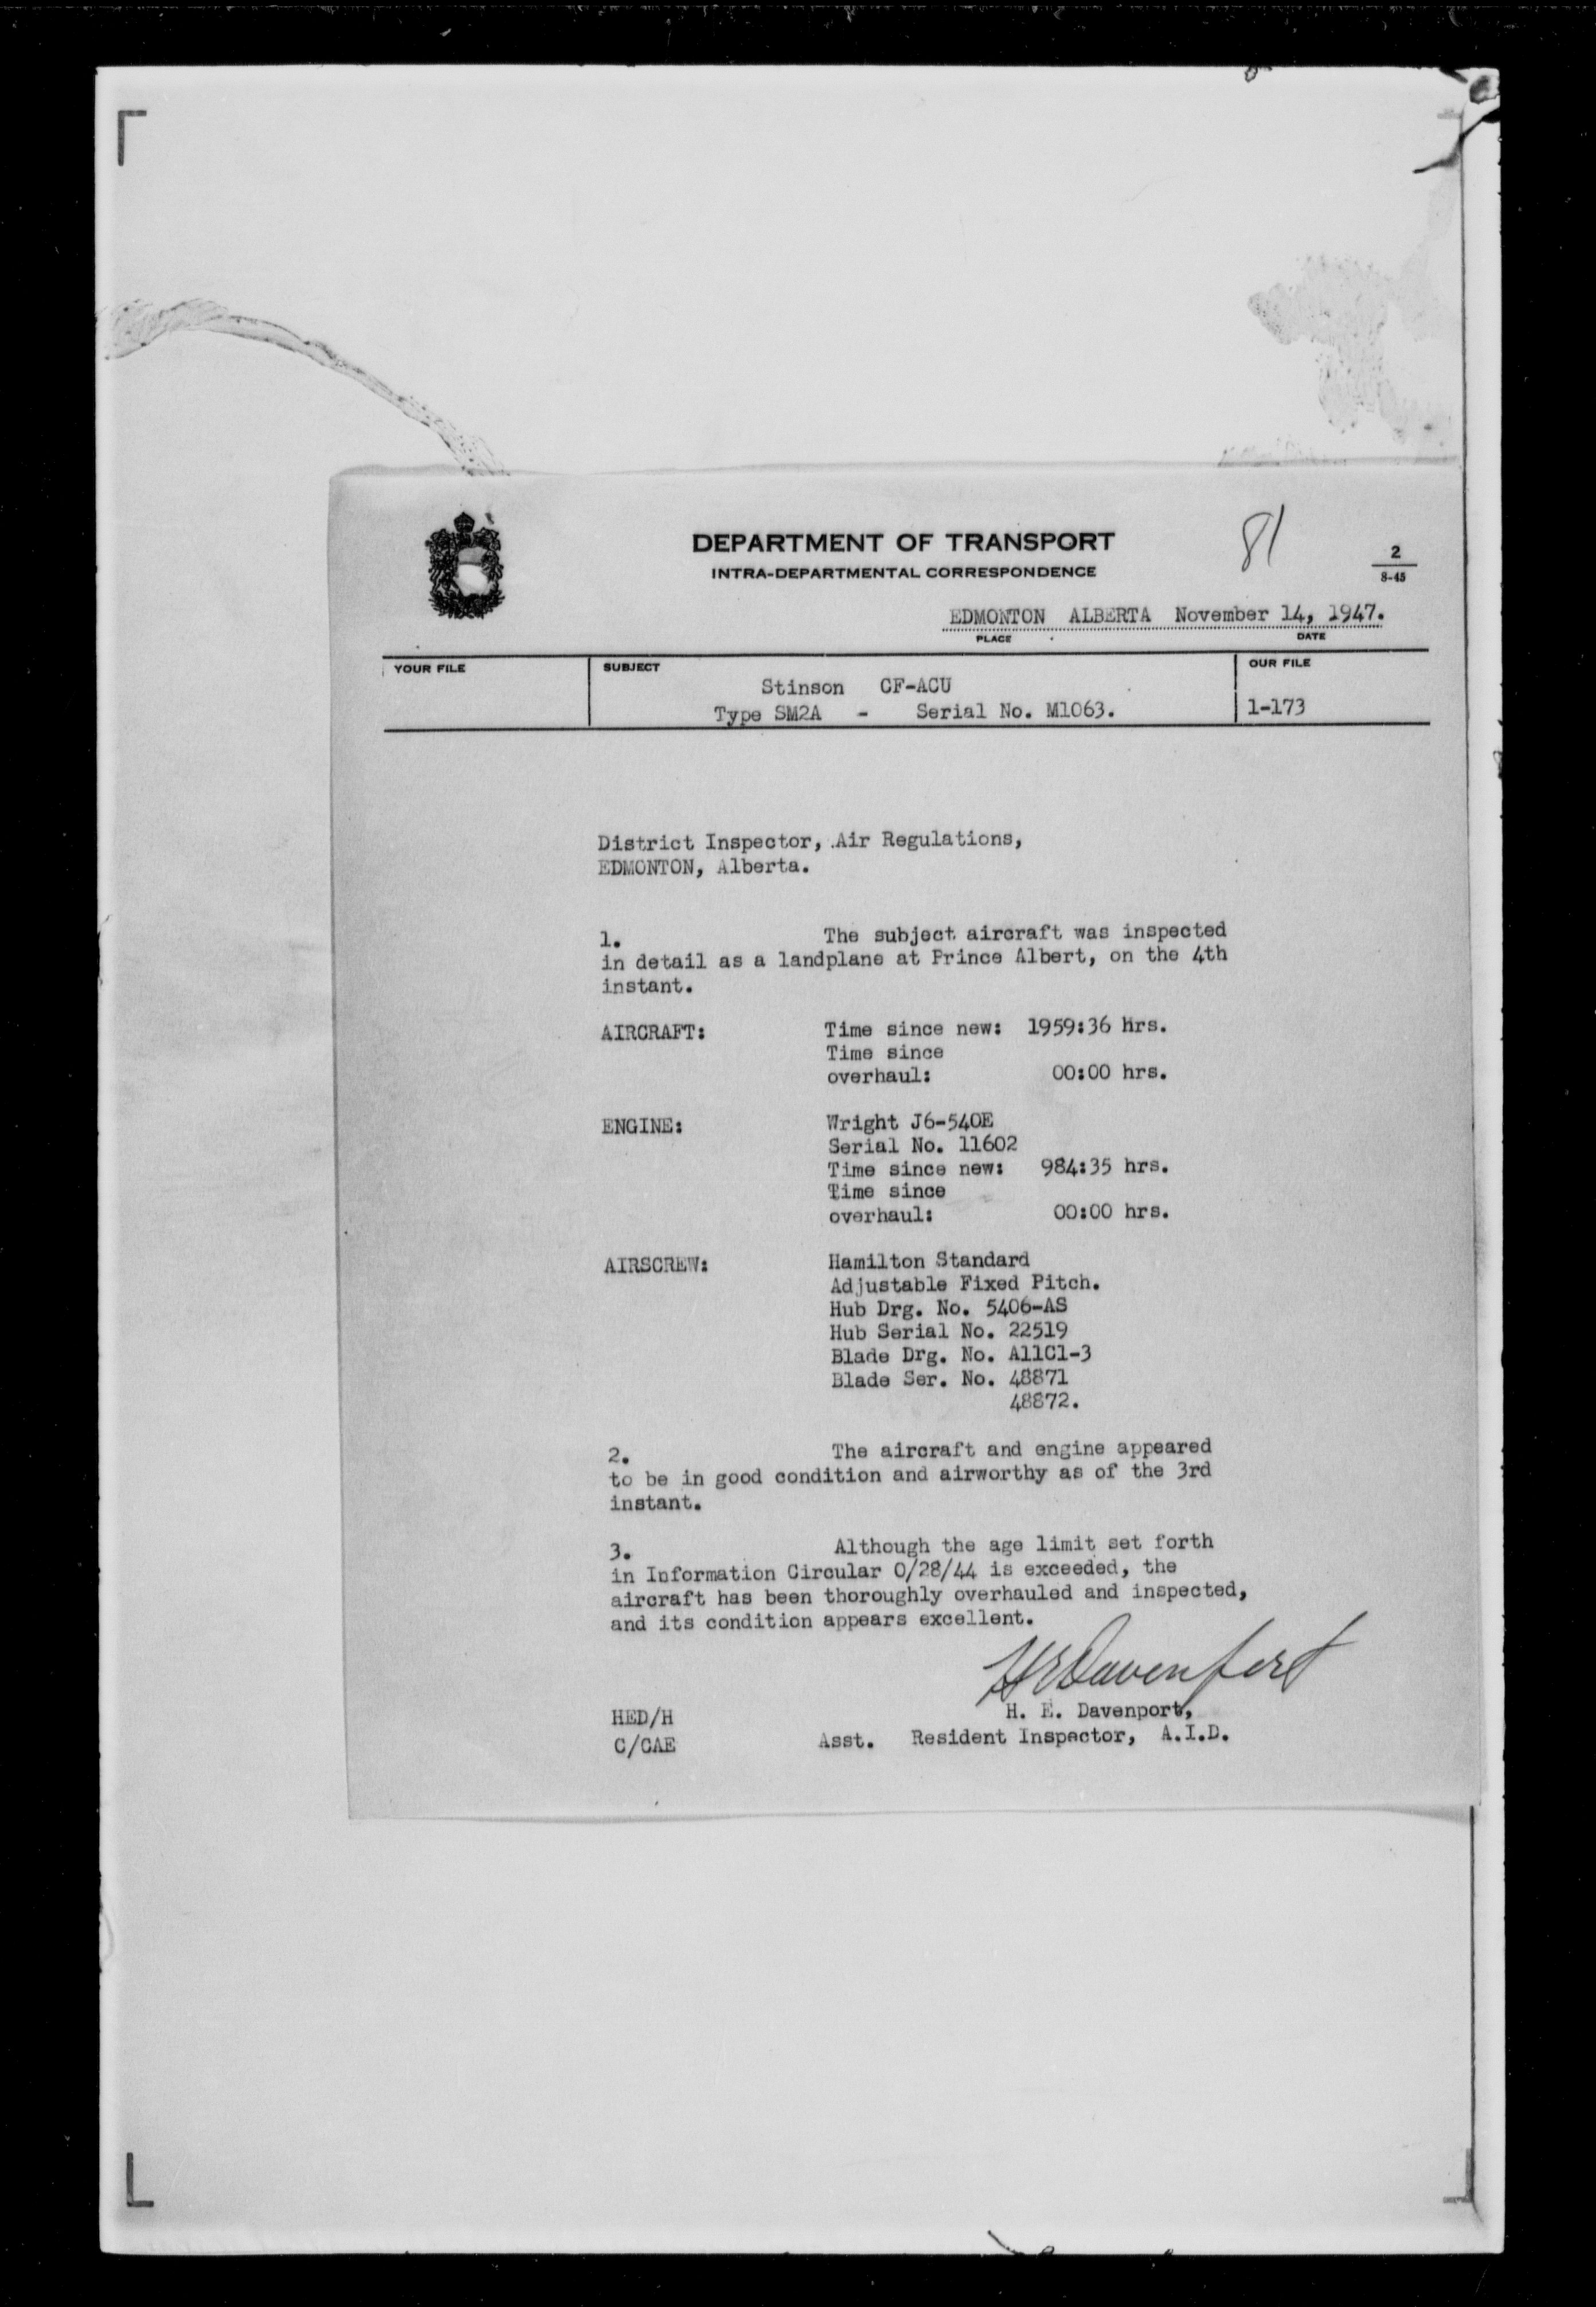 DEPARTMENT OF TRANSPORT
INTRA-DEPARTMENTAL CORRESPONDENCE
81
2
8-45
EDMONTON ALBERTA November 14, 1947.
PLACE DATE
YOUR FILE SUBJECT OUR FILE
Stinson CF-ACU
Type SM2A - Serial No. M1063. 1-173
District Inspector, Air Regulations,
EDMONTON, Alberta.
1. The subject aircraft was inspected
in detail as a landplane at Prince Albert, on the 4th
instant.
AIRCRAFT: Time since new: 1959:36 hrs.
Time since
overhaul: 00:00 hrs.
ENGINE: Wright J6-540E
Serial No. 11602
Time since new: 984:35 hrs.
Time since
overhaul: 00:00 hrs.
AIRSCREW: Hamilton Standard
Adjustable Fixed Pitch.
Hub Drg. No. 5406-AS
Hub Serial No. 22519
Blade Drg. No. A11C1-3
Blade Ser. No. 48871
48872.
2. The aircraft and engine appeared
to be in good condition and airworthy as of the 3rd
instant.
3. Although the age limit set forth
in Information Circular O/28/44 is exceeded, the
aircraft has been thoroughly overhauled and inspected,
and its condition appears excellent.
HEDavenport
HED/H H. E. Davenport,
C/CAE Asst. Resident Inspector, A.I.D.